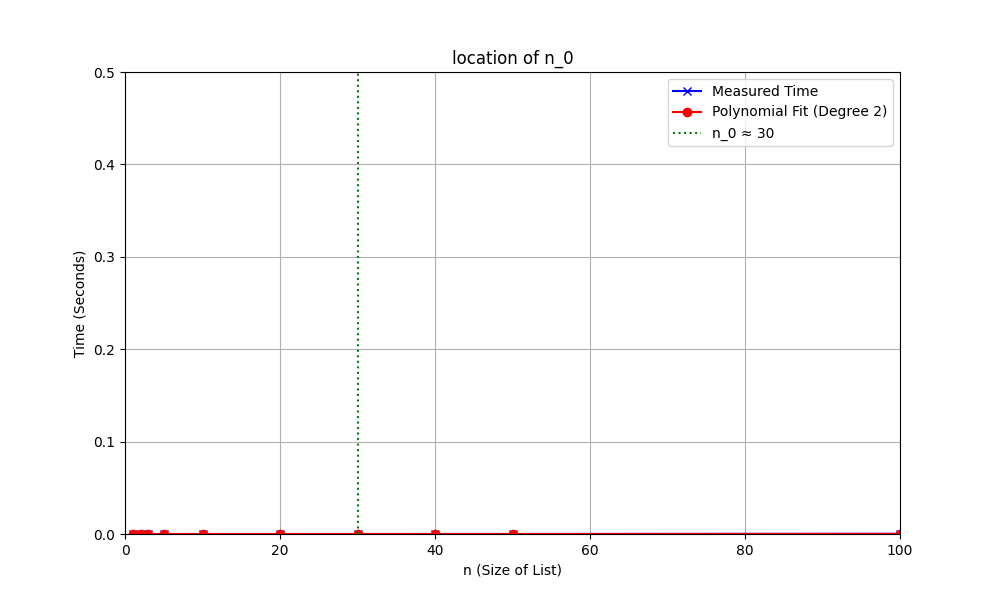 location of n_0
Measured Time
Polynomial Fit (Degree 2)
n_0 ≈ 30
Time (Seconds)
0.5
0.4
0.3
0.2
0.1
0.0
0 20 40 60 80 100
n (Size of List)